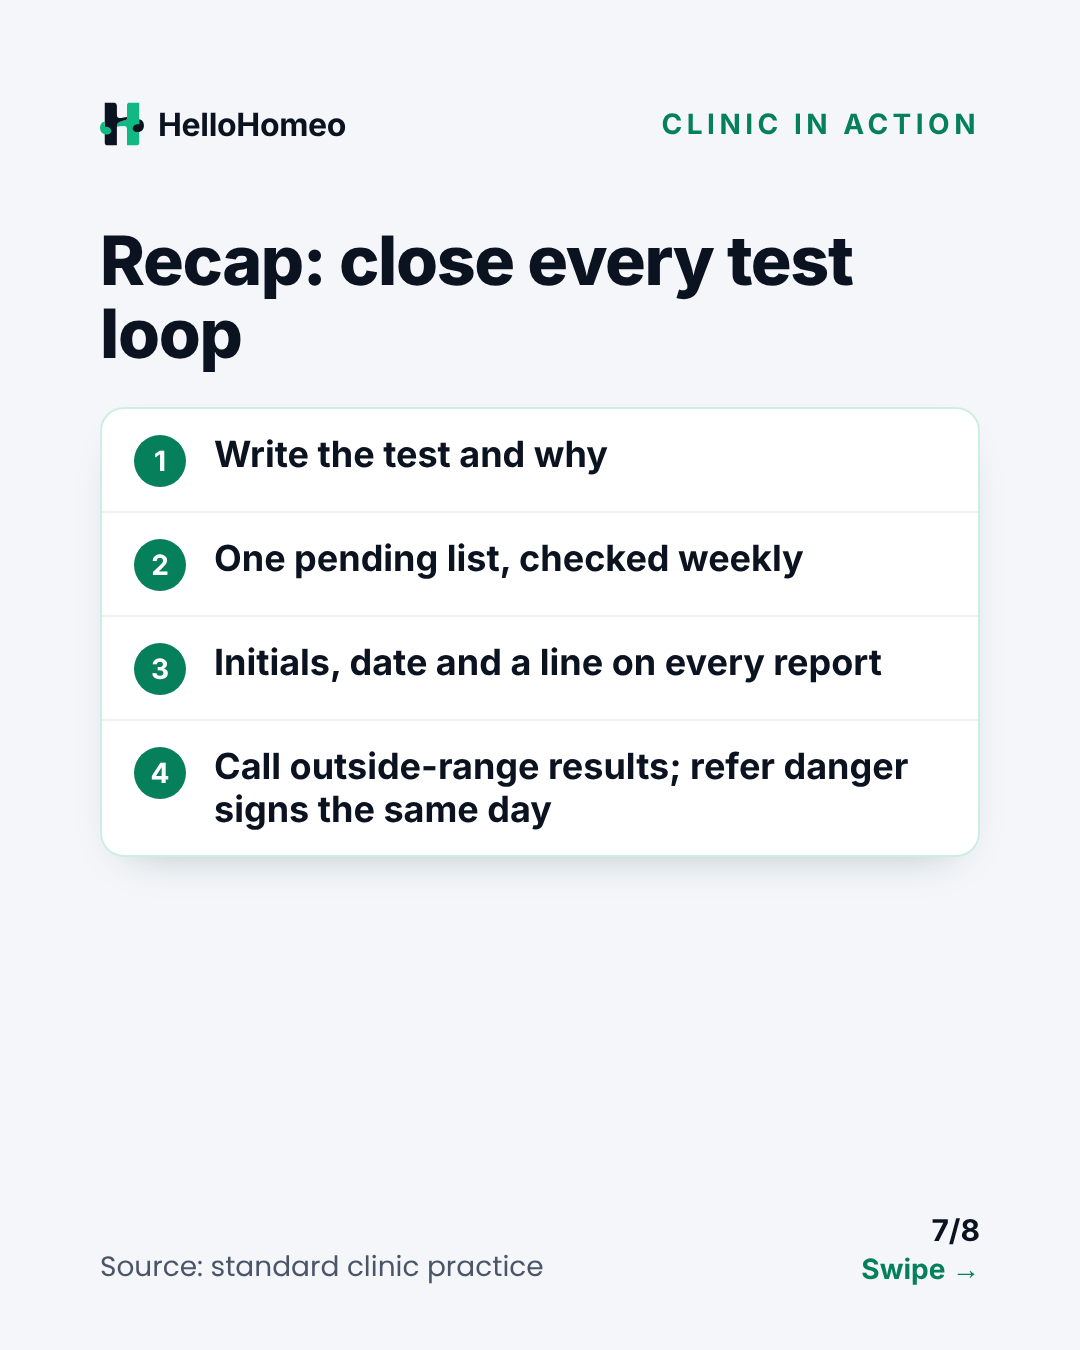 HelloHomeo
CLINIC IN ACTION
Recap: close every test
loop
1 Write the test and why
2 One pending list, checked weekly
3 Initials, date and a line on every report
4 Call outside-range results; refer danger
signs the same day
7/8
Source: standard clinic practice
Swipe →